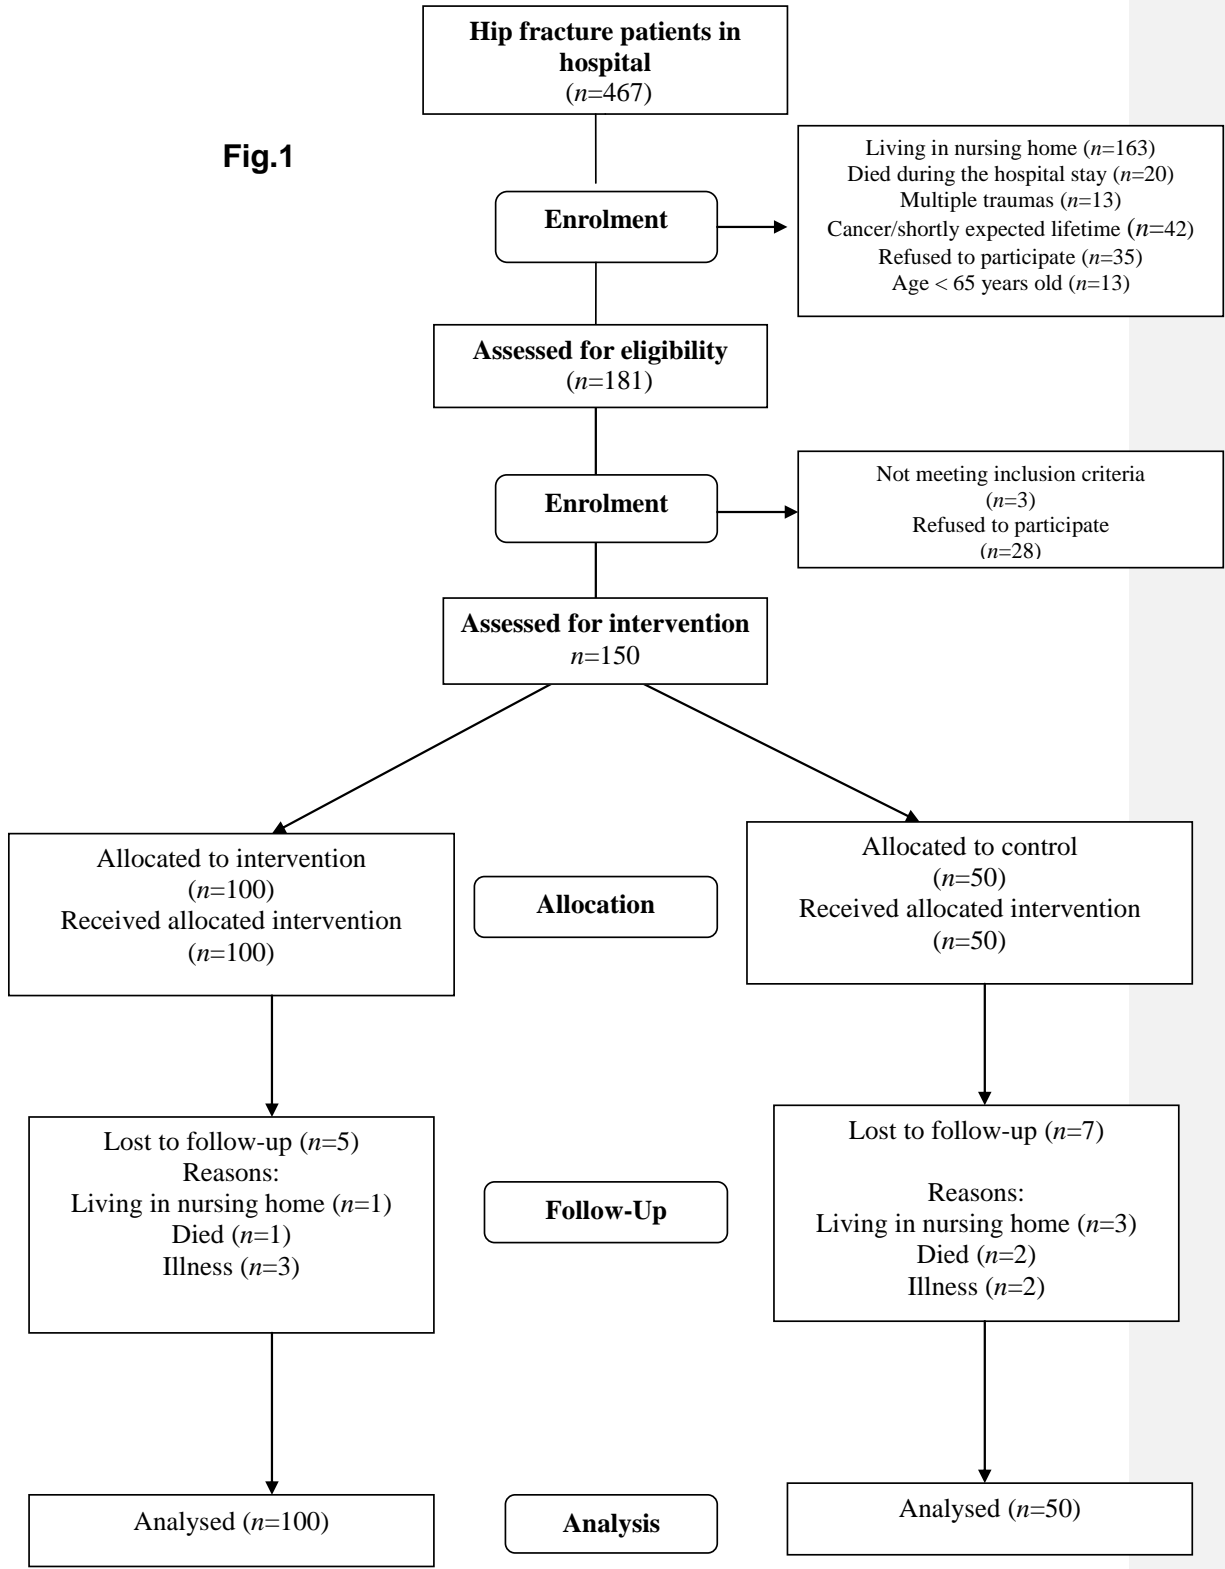 Hip fracture patients in
hospital
(n=467)
Fig.1
Living in nursing home (n=163)
Died during the hospital stay (n=20)
Multiple traumas (n=13)
Cancer/shortly expected lifetime (n=42)
Refused to participate (n=35)
Age < 65 years old (n=13)
Enrolment
Assessed for eligibility
(n=181)
Enrolment
Not meeting inclusion criteria
(n=3)
Refused to participate
(n=28)
Assessed for intervention
n=150
Allocated to intervention
(n=100)
Received allocated intervention
(n=100)
Allocation
Allocated to control
(n=50)
Received allocated intervention
(n=50)
Lost to follow-up (n=5)
Reasons:
Living in nursing home (n=1)
Died (n=1)
Illness (n=3)
Follow-Up
Lost to follow-up (n=7)
Reasons:
Living in nursing home (n=3)
Died (n=2)
Illness (n=2)
Analysed (n=100)
Analysis
Analysed (n=50)